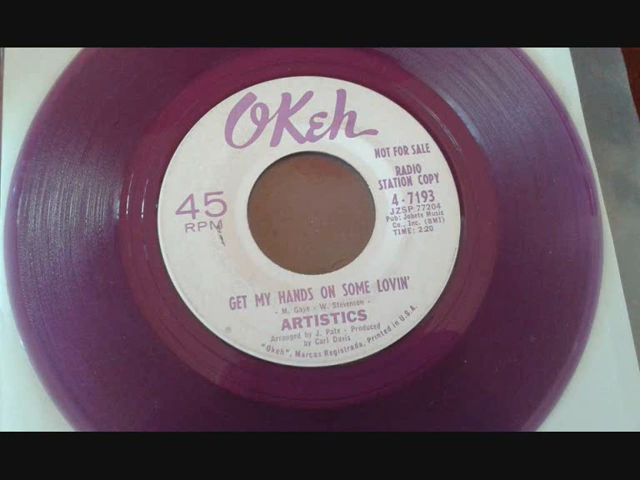 OKeh
NOT FOR SALE
RADIO
STATION COPY
4-7193
JZSP 77204
Pub: Jobete Music
Co., Inc. (BMI)
TIME: 2:20
45
RPM
GET MY HANDS ON SOME LOVIN'
- M. Gaye - W. Stevenson -
ARTISTICS
Arranged by J. Pate - Produced
by Carl Davis
"Okeh", Marcas Registrada, Printed in U.S.A.